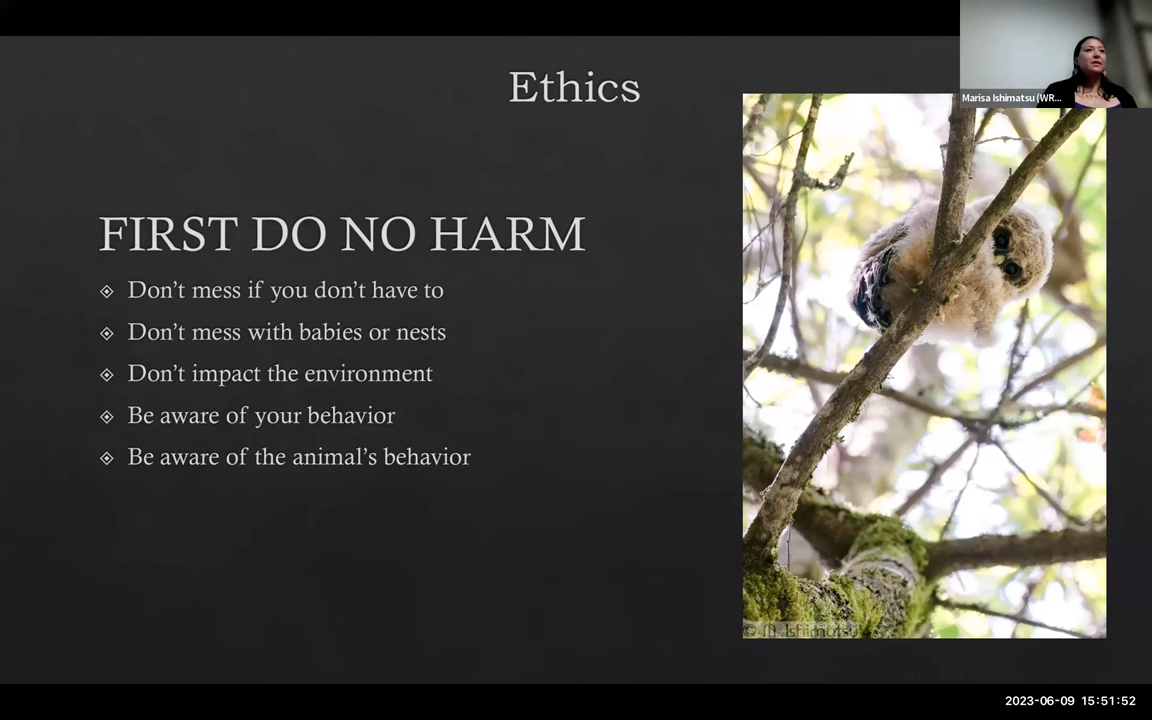 Ethics
Marisa Ishimatsu (WR...
FIRST DO NO HARM
Don't mess if you don't have to
Don't mess with babies or nests
Don't impact the environment
Be aware of your behavior
Be aware of the animal's behavior
© M. Ishimatsu
2023-06-09 15:51:52